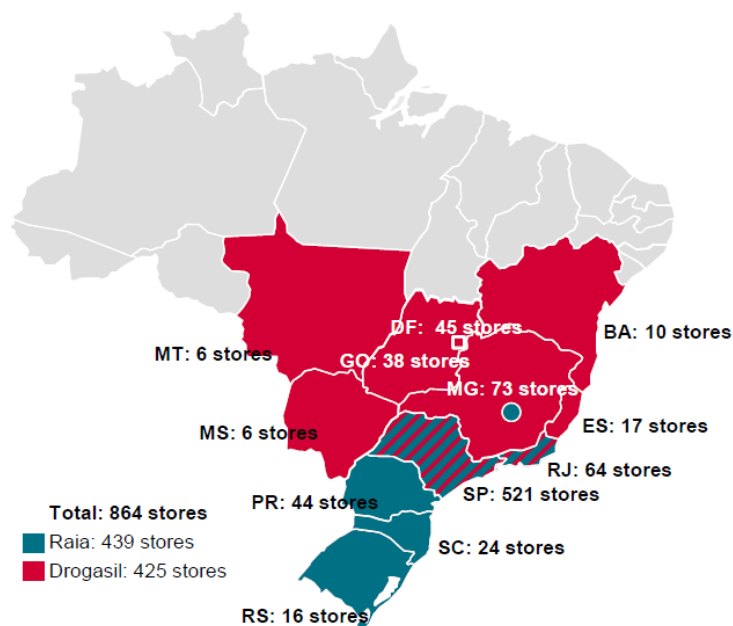 DF: 45 stores
BA: 10 stores
MT: 6 stores
GO: 38 stores
MG: 73 stores
ES: 17 stores
MS: 6 stores
RJ: 64 stores
SP: 521 stores
PR: 44 stores
Total: 864 stores
Raia: 439 stores
SC: 24 stores
Drogasil: 425 stores
RS: 16 stores